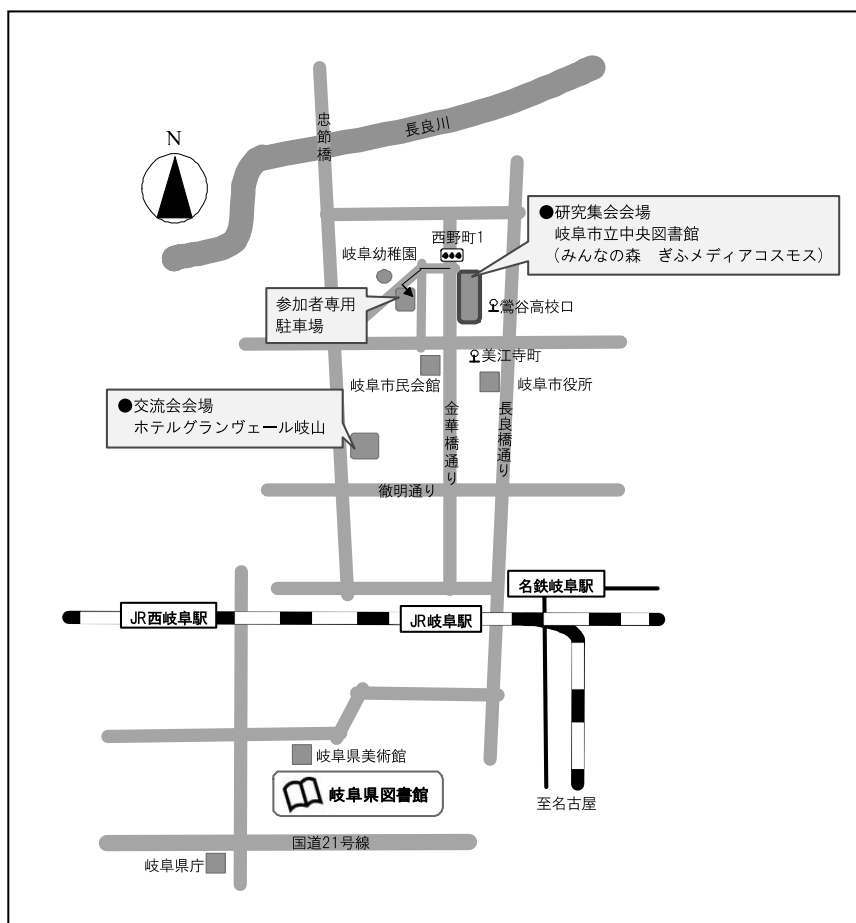 長良川
忠節橋
N
●研究集会会場
岐阜市立中央図書館
(みんなの森　ぎふメディアコスモス)
西野町1
岐阜幼稚園
参加者専用
駐車場
鶯谷高校口
美江寺町
岐阜市民会館
岐阜市役所
●交流会会場
ホテルグランヴェール岐山
金華橋通り
長良橋通り
徹明通り
名鉄岐阜駅
JR西岐阜駅
JR岐阜駅
岐阜県美術館
岐阜県図書館
至名古屋
国道21号線
岐阜県庁